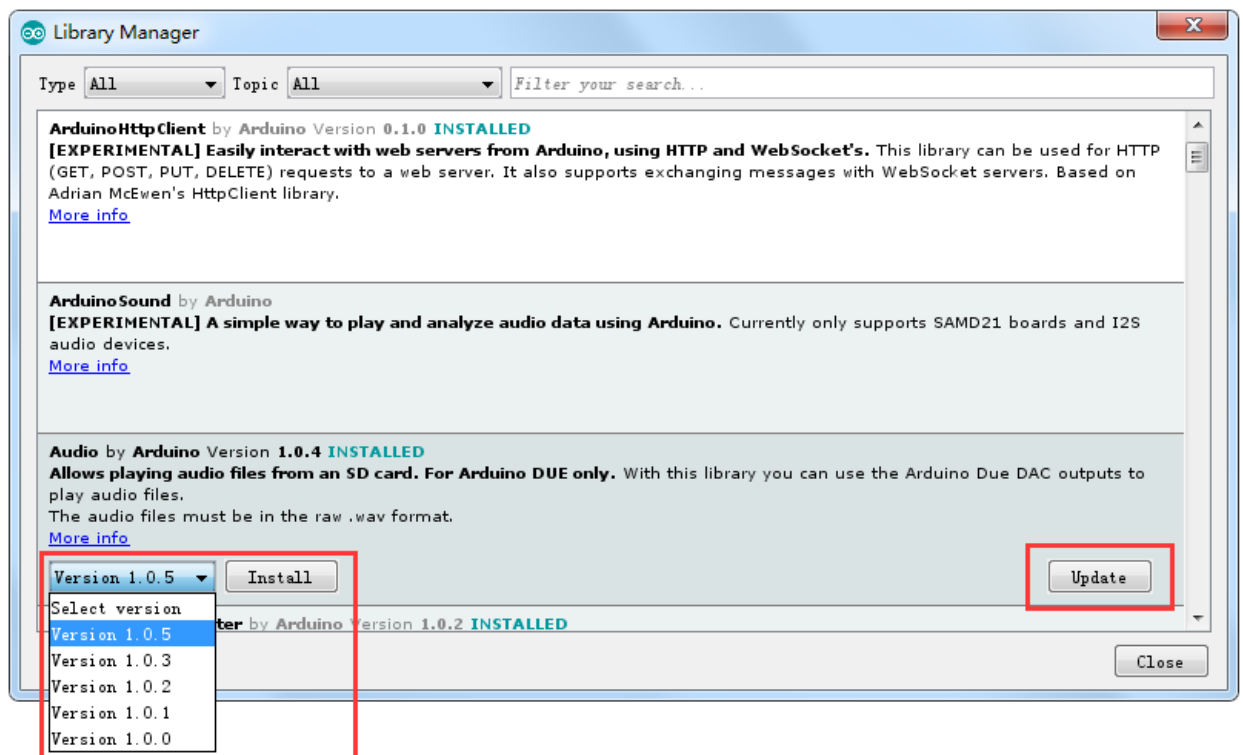 Library Manager
Type All Topic All Filter your search...
ArduinoHttpClient by Arduino Version 0.1.0 INSTALLED
[EXPERIMENTAL] Easily interact with web servers from Arduino, using HTTP and WebSocket's. This library can be used for HTTP
(GET, POST, PUT, DELETE) requests to a web server. It also supports exchanging messages with WebSocket servers. Based on
Adrian McEwen's HttpClient library.
More info
ArduinoSound by Arduino
[EXPERIMENTAL] A simple way to play and analyze audio data using Arduino. Currently only supports SAMD21 boards and I2S
audio devices.
More info
Audio by Arduino Version 1.0.4 INSTALLED
Allows playing audio files from an SD card. For Arduino DUE only. With this library you can use the Arduino Due DAC outputs to
play audio files.
The audio files must be in the raw .wav format.
More info
Version 1.0.5 Install Update
Select version
ter by Arduino Version 1.0.2 INSTALLED
Version 1.0.5
Version 1.0.3
Close
Version 1.0.2
Version 1.0.1
Version 1.0.0